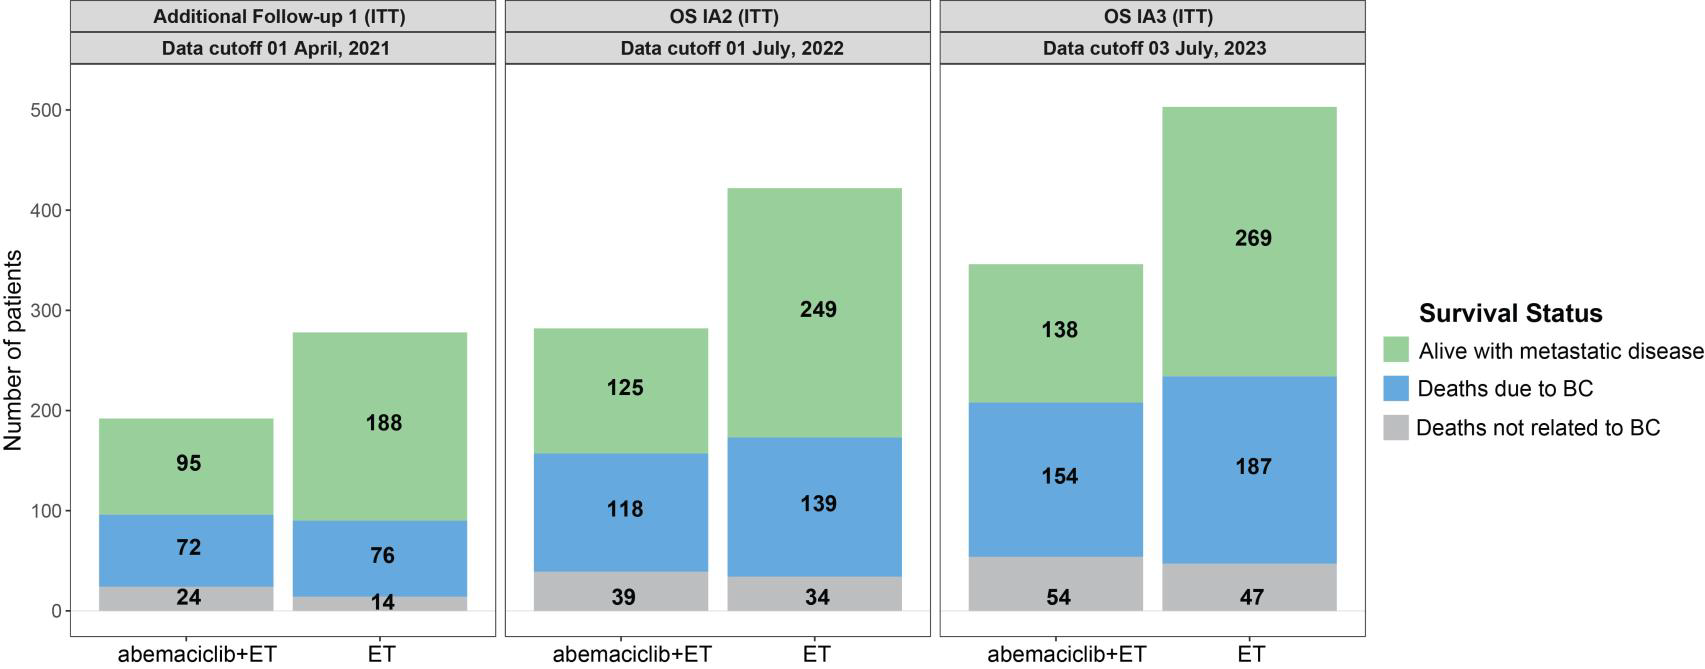 Additional Follow-up 1 (ITT)
Data cutoff 01 April, 2021
OS IA2 (ITT)
Data cutoff 01 July, 2022
OS IA3 (ITT)
Data cutoff 03 July, 2023
Number of patients
500
400
300
200
100
0
95
72
24
188
76
14
125
118
39
249
139
34
138
154
54
269
187
47
abemaciclib+ET
ET
abemaciclib+ET
ET
abemaciclib+ET
ET
Survival Status
Alive with metastatic disease
Deaths due to BC
Deaths not related to BC